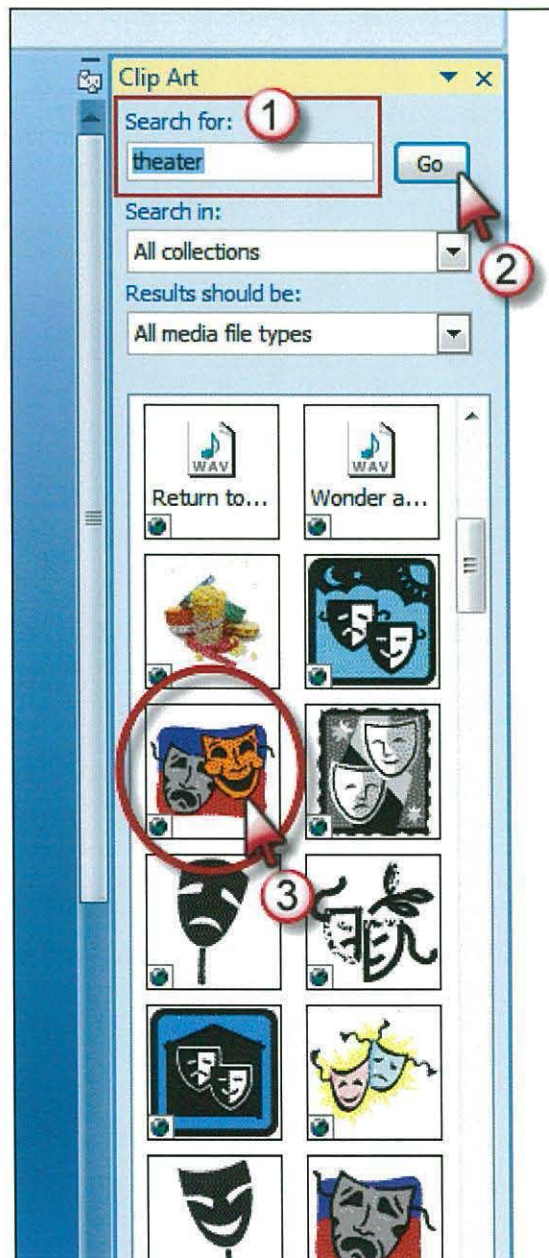 Clip Art
Search for:
1
theater
Go
Search in:
2
All collections
Results should be:
All media file types
WAV
WAV
Return to...
Wonder a...
3